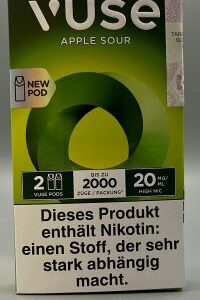 VUSE
APPLE SOUR
NEW
POD
2
VUSE PODS
BIS ZU
2000
ZÜGE / PACKUNG*
20 MG/
ML
HIGH NIC
Dieses Produkt
enthält Nikotin:
einen Stoff, der sehr
stark abhängig
macht.